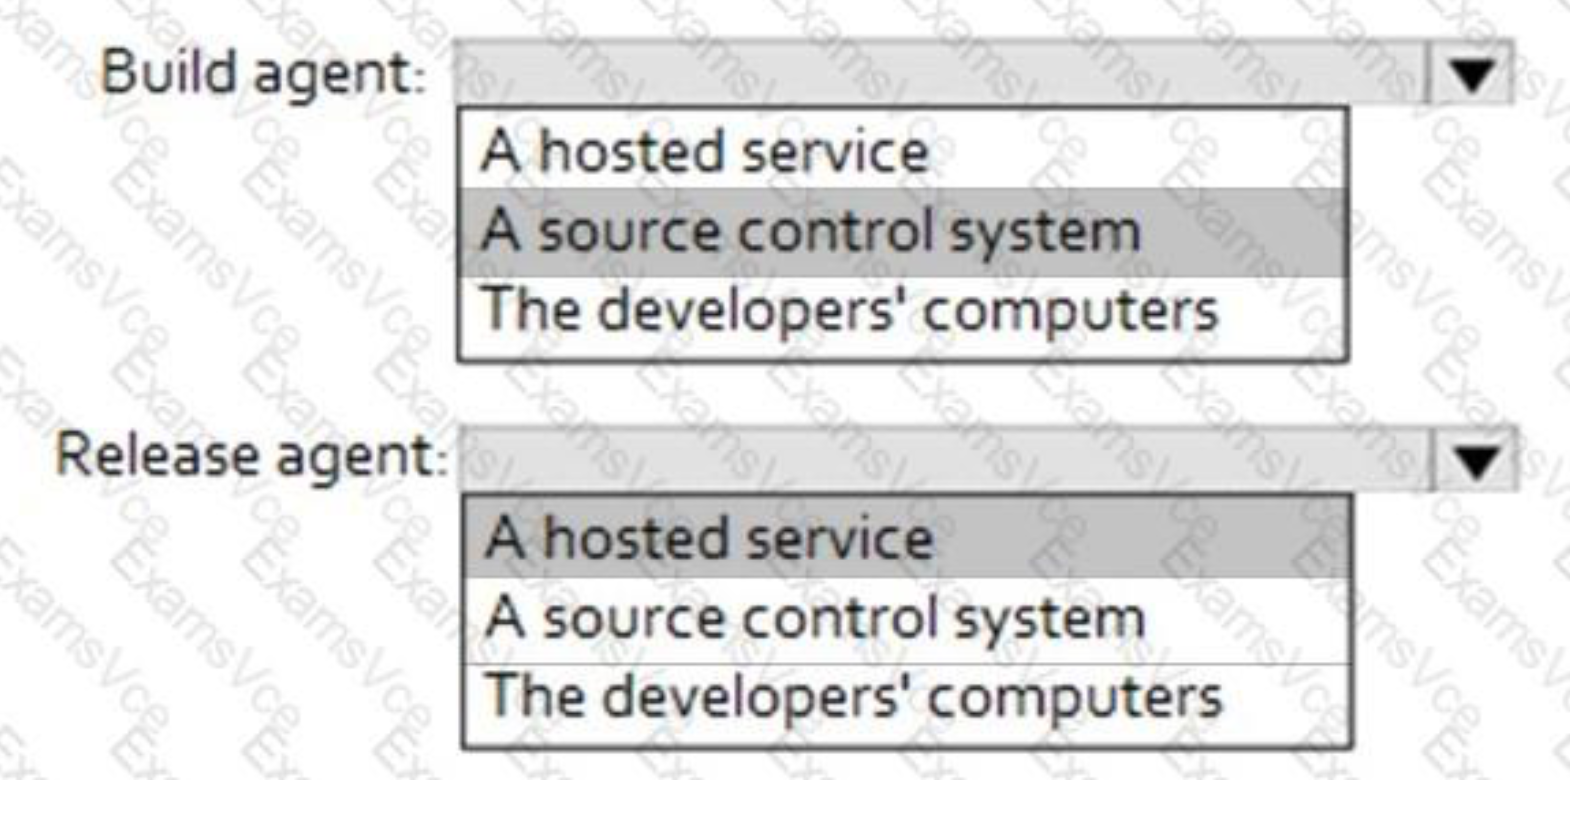 Build agent:
A hosted service
A source control system
The developers' computers
Release agent:
A hosted service
A source control system
The developers' computers
ExamsVce